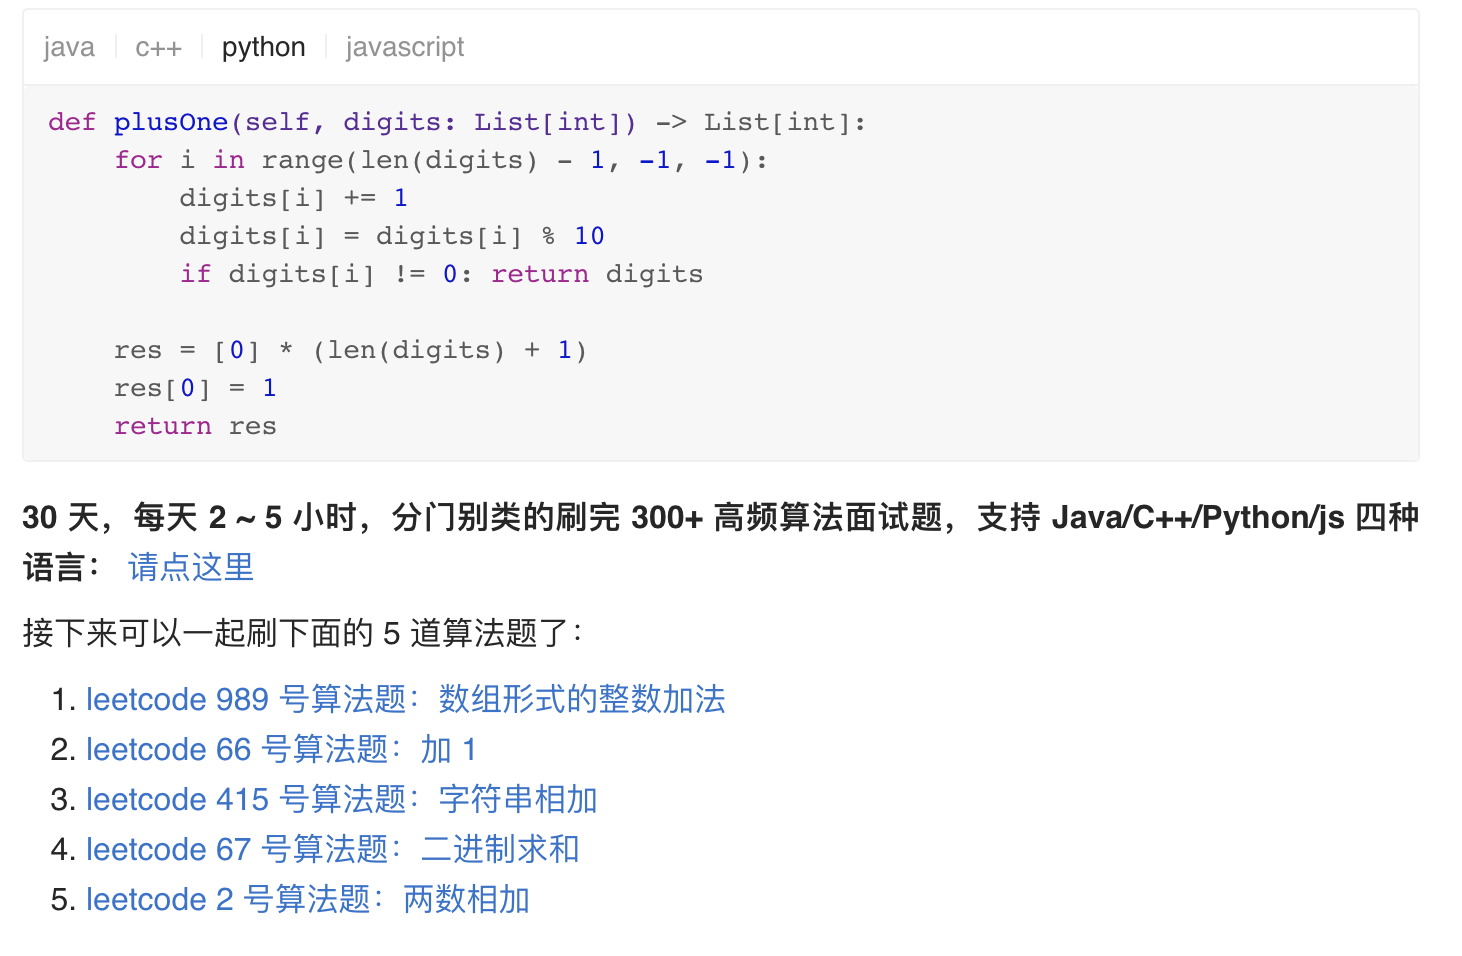 java c++ python javascript
def plusOne(self, digits: List[int]) -> List[int]:
    for i in range(len(digits) - 1, -1, -1):
        digits[i] += 1
        digits[i] = digits[i] % 10
        if digits[i] != 0: return digits
    res = [0] * (len(digits) + 1)
    res[0] = 1
    return res
30 天，每天 2 ~ 5 小时，分门别类的刷完 300+ 高频算法面试题，支持 Java/C++/Python/js 四种
语言： 请点这里
接下来可以一起刷下面的 5 道算法题了：
1. leetcode 989 号算法题：数组形式的整数加法
2. leetcode 66 号算法题：加 1
3. leetcode 415 号算法题：字符串相加
4. leetcode 67 号算法题：二进制求和
5. leetcode 2 号算法题：两数相加